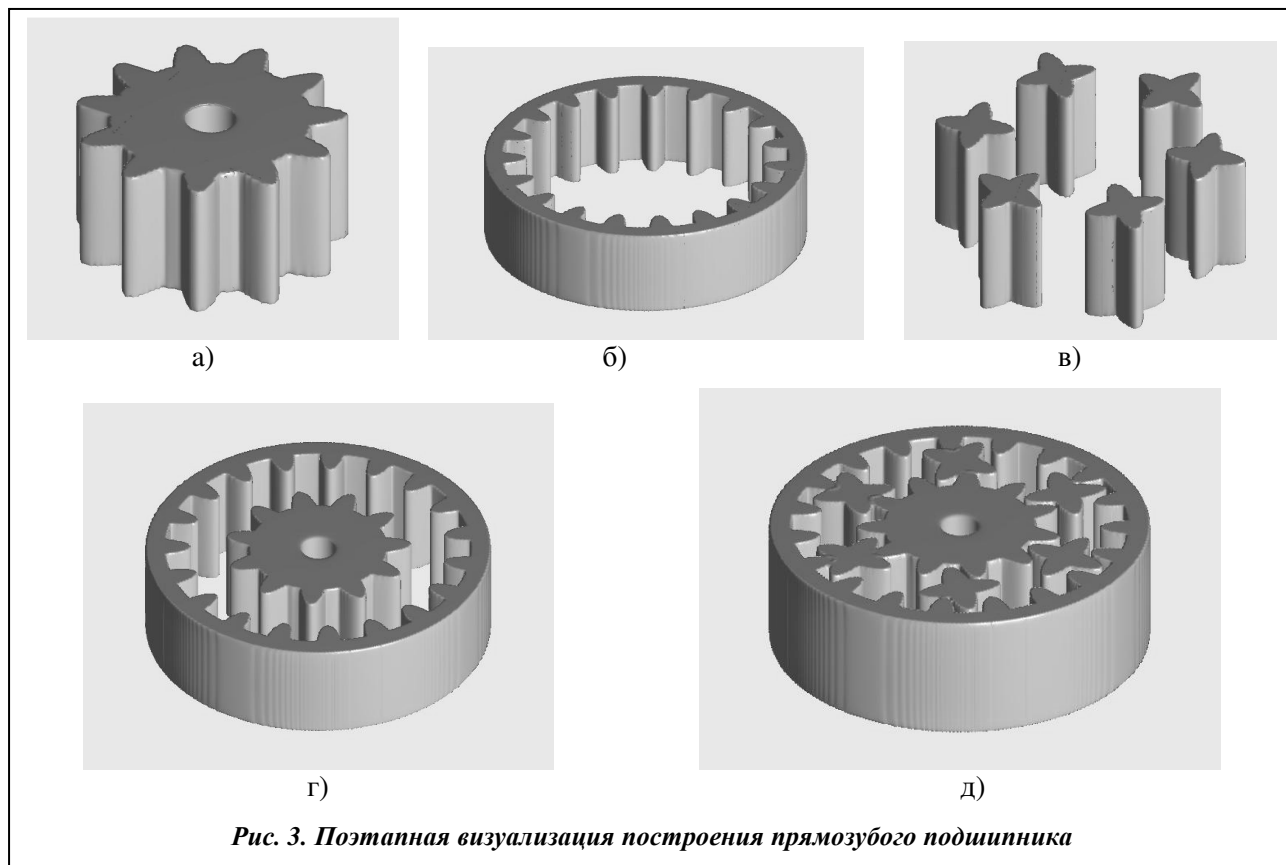 а)
б)
в)
г)
д)
Рис. 3. Поэтапная визуализация построения прямозубого подшипника